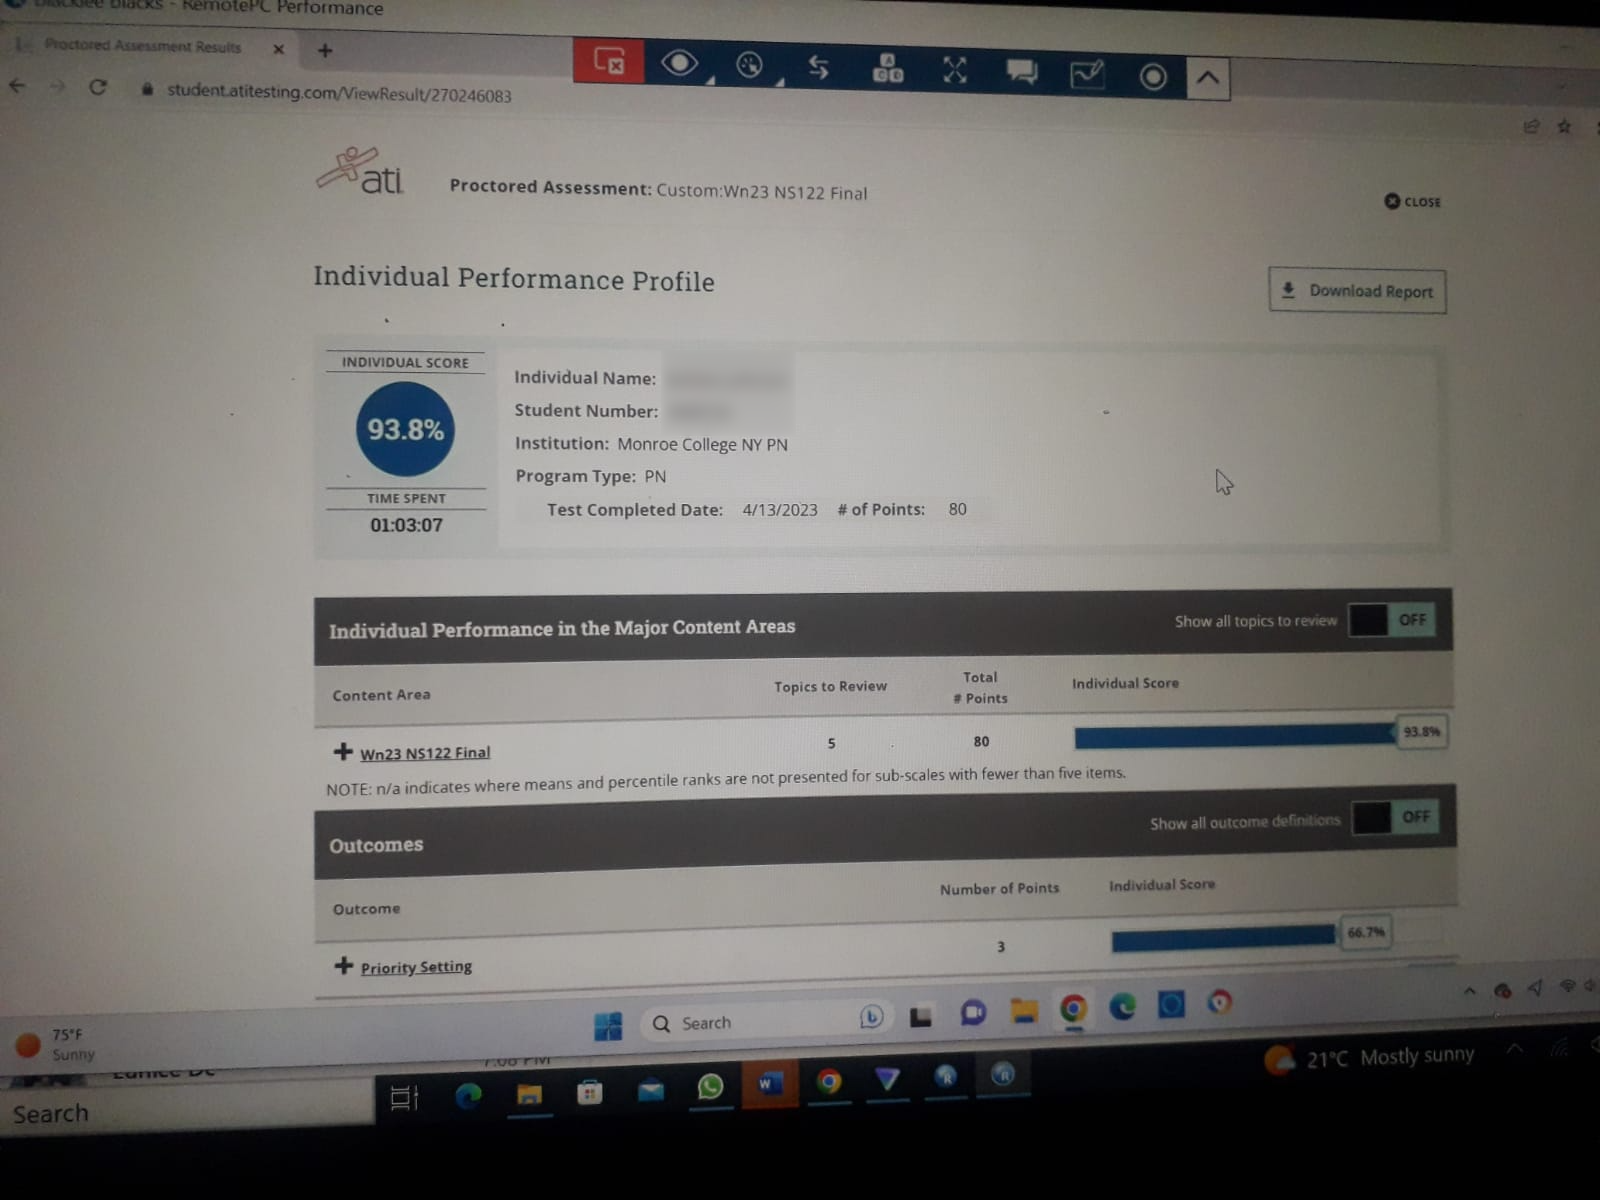 RemotePC Performance
Proctored Assessment Results
student.atitesting.com/ViewResult/270246083
A
C D
ati
Proctored Assessment: Custom:Wn23 NS122 Final
CLOSE
Individual Performance Profile
Download Report
INDIVIDUAL SCORE
93.8%
TIME SPENT
01:03:07
Individual Name:
Student Number:
Institution: Monroe College NY PN
Program Type: PN
Test Completed Date: 4/13/2023 # of Points: 80
Individual Performance in the Major Content Areas
Show all topics to review OFF
Content Area Topics to Review Total # Points Individual Score
Wn23 NS122 Final 5 80 93.8%
NOTE: n/a indicates where means and percentile ranks are not presented for sub-scales with fewer than five items.
Outcomes
Show all outcome definitions OFF
Outcome Number of Points Individual Score
Priority Setting 3 66.7%
75°F
Sunny
Search
b
21°C Mostly sunny
W
R
R
Search